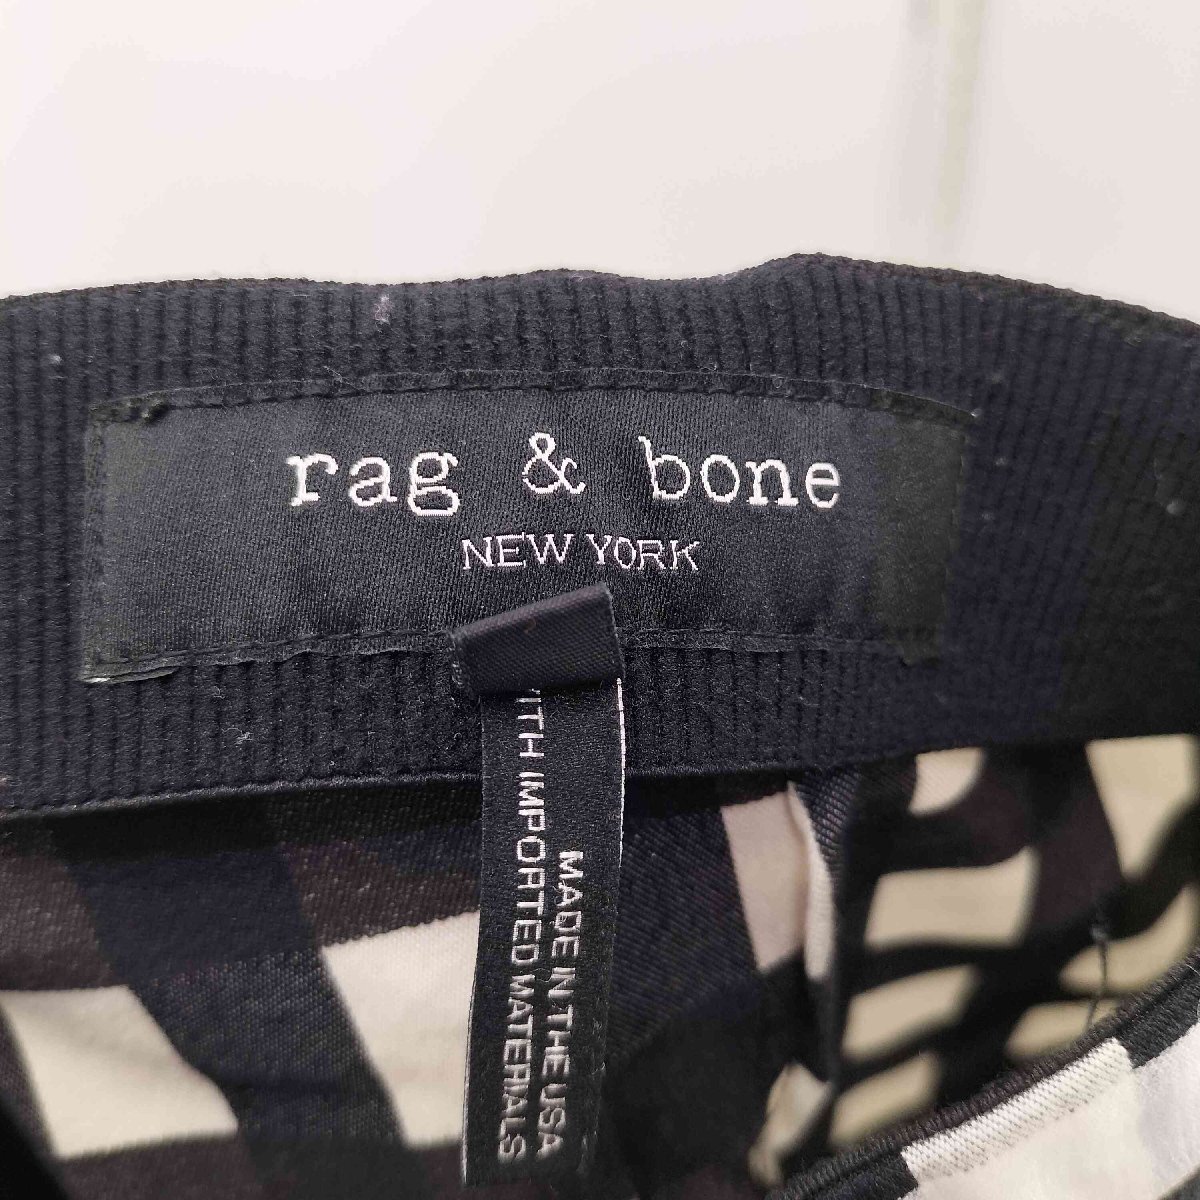 rag & bone
NEW YORK
MADE IN THE USA
WITH IMPORTED MATERIALS